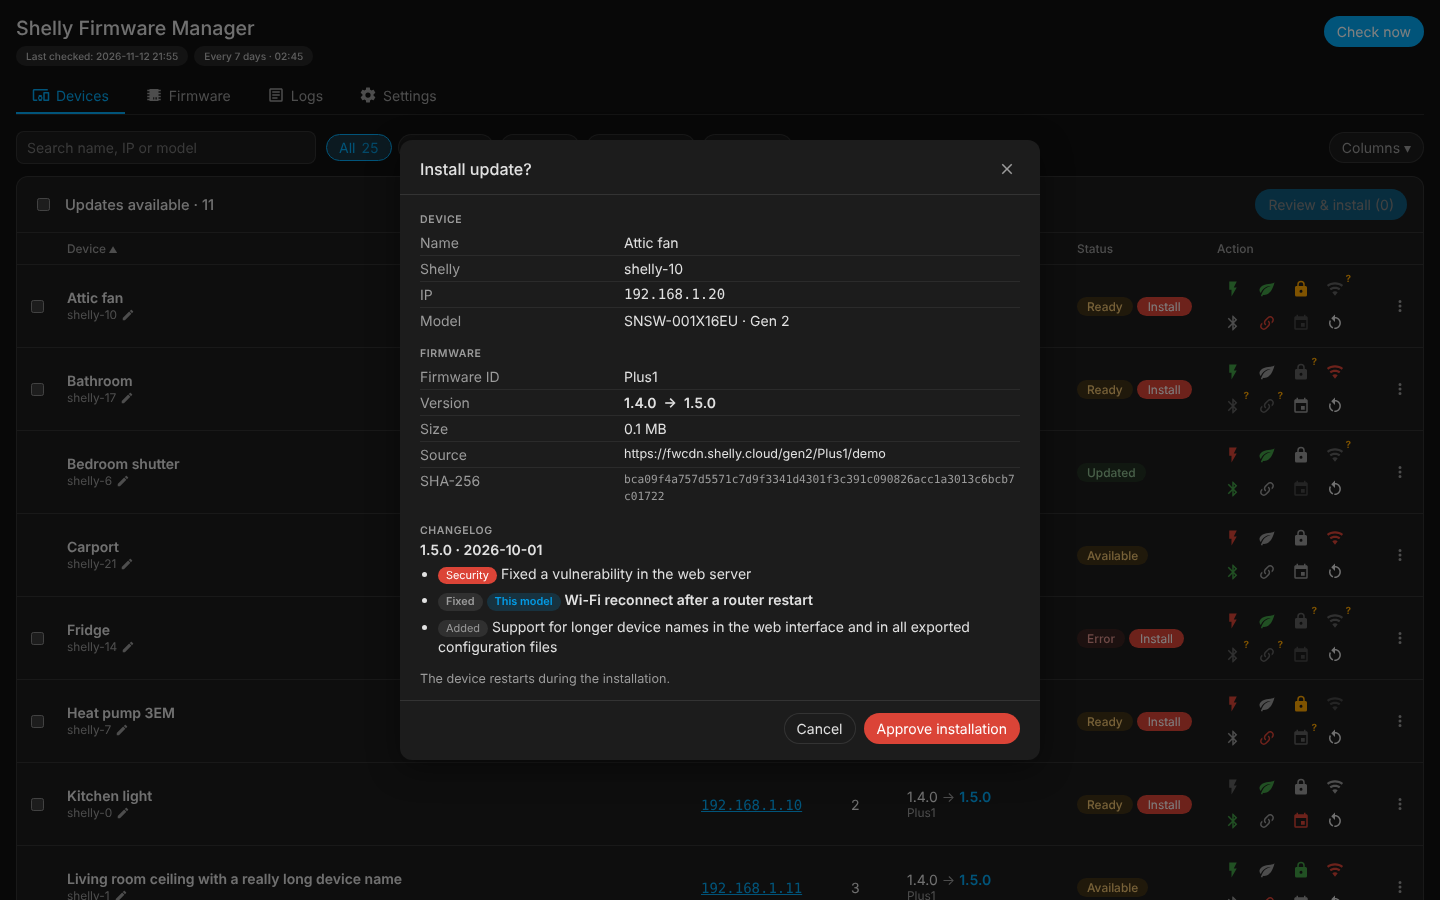 Shelly Firmware Manager
Last checked: 2026-11-12 21:55
Every 7 days · 02:45
Check now
Devices
Firmware
Logs
Settings
Search name, IP or model
All 25
Columns ▾
Updates available · 11
Review & install (0)
Device ▲
Status
Action
Attic fan
shelly-10
Ready
Install
?
Bathroom
shelly-17
Ready
Install
?
?
?
Bedroom shutter
shelly-6
Updated
?
Carport
shelly-21
Available
Fridge
shelly-14
Error
Install
?
?
?
?
Heat pump 3EM
shelly-7
Ready
Install
?
Kitchen light
shelly-0
192.168.1.10
2
1.4.0 → 1.5.0
Plus1
Ready
Install
Living room ceiling with a really long device name
shelly-1
192.168.1.11
3
1.4.0 → 1.5.0
Plus1
Available
Install update?
DEVICE
Name
Attic fan
Shelly
shelly-10
IP
192.168.1.20
Model
SNSW-001X16EU · Gen 2
FIRMWARE
Firmware ID
Plus1
Version
1.4.0 → 1.5.0
Size
0.1 MB
Source
https://fwcdn.shelly.cloud/gen2/Plus1/demo
SHA-256
bca09f4a757d5571c7d9f3341d4301f3c391c090826acc1a3013c6bcb7
c01722
CHANGELOG
1.5.0 · 2026-10-01
Security Fixed a vulnerability in the web server
Fixed This model Wi-Fi reconnect after a router restart
Added Support for longer device names in the web interface and in all exported
configuration files
The device restarts during the installation.
Cancel
Approve installation